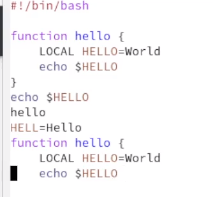 #!/bin/bash
function hello {
LOCAL HELLO=World
echo $HELLO
}
echo $HELLO
hello
HELL=Hello
function hello {
LOCAL HELLO=World
echo $HELLO